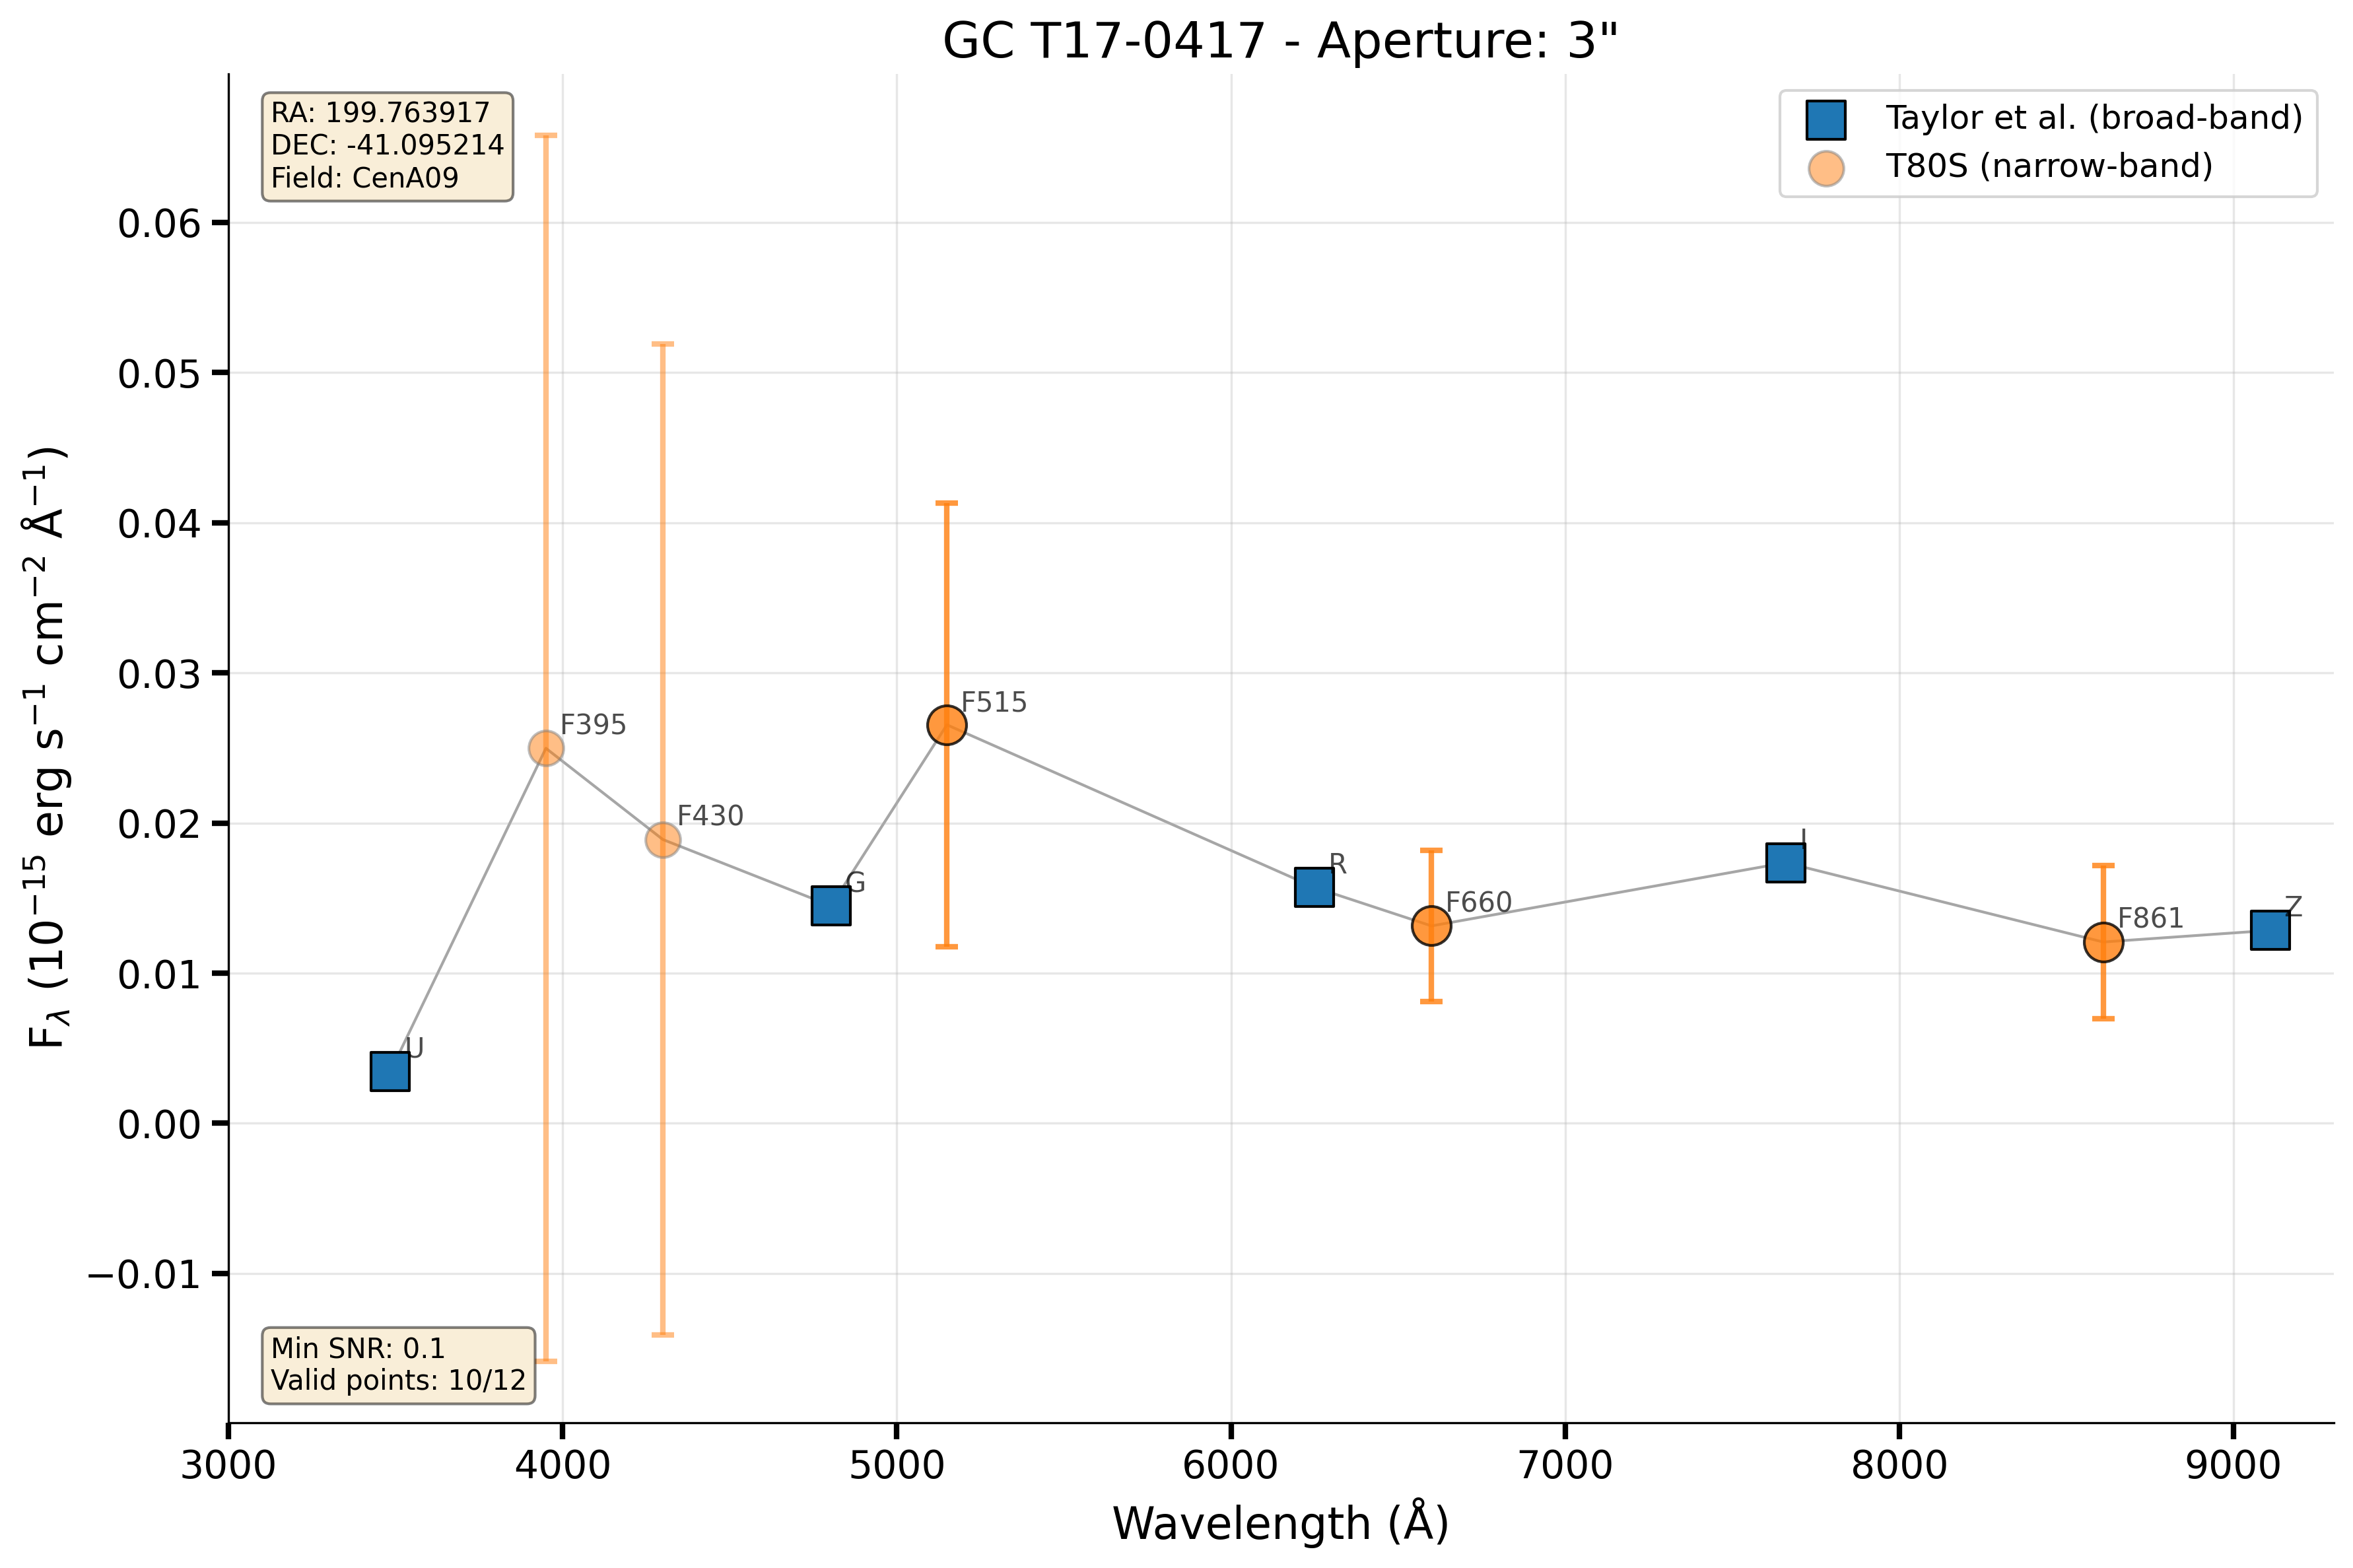 GC T17-0417 - Aperture: 3"
RA: 199.763917
DEC: -41.095214
Field: CenA09
Taylor et al. (broad-band)
T80S (narrow-band)
F_λ (10⁻¹⁵ erg s⁻¹ cm⁻² Å⁻¹)
0.06
0.05
0.04
0.03
0.02
0.01
0.00
−0.01
U
F395
F430
G
F515
R
F660
I
F861
Z
Min SNR: 0.1
Valid points: 10/12
3000 4000 5000 6000 7000 8000 9000
Wavelength (Å)